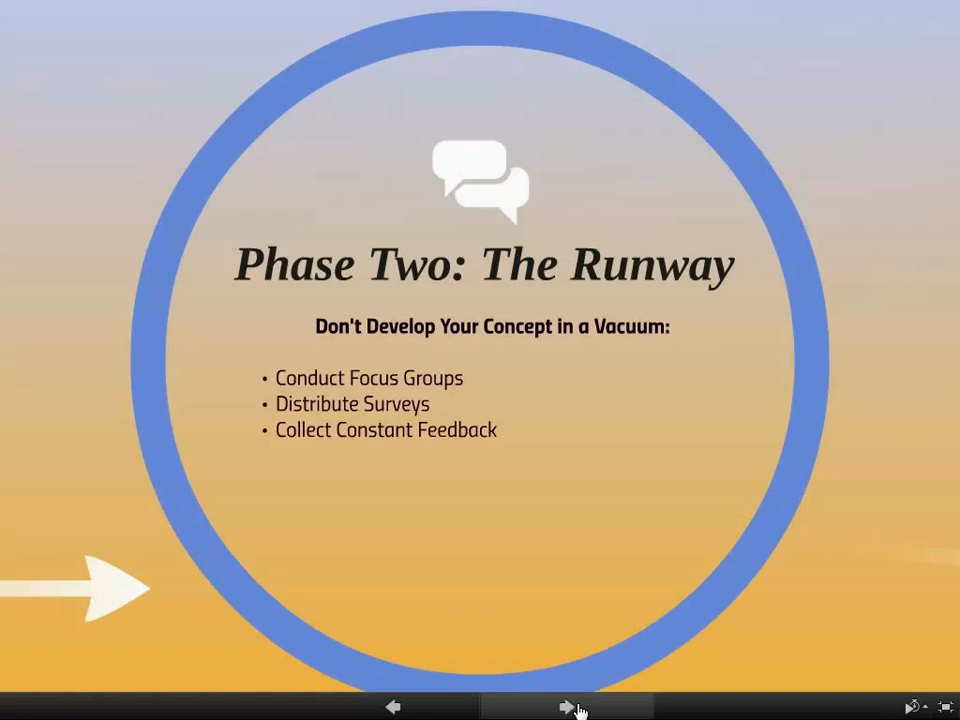 Phase Two: The Runway
Don't Develop Your Concept in a Vacuum:
• Conduct Focus Groups
• Distribute Surveys
• Collect Constant Feedback